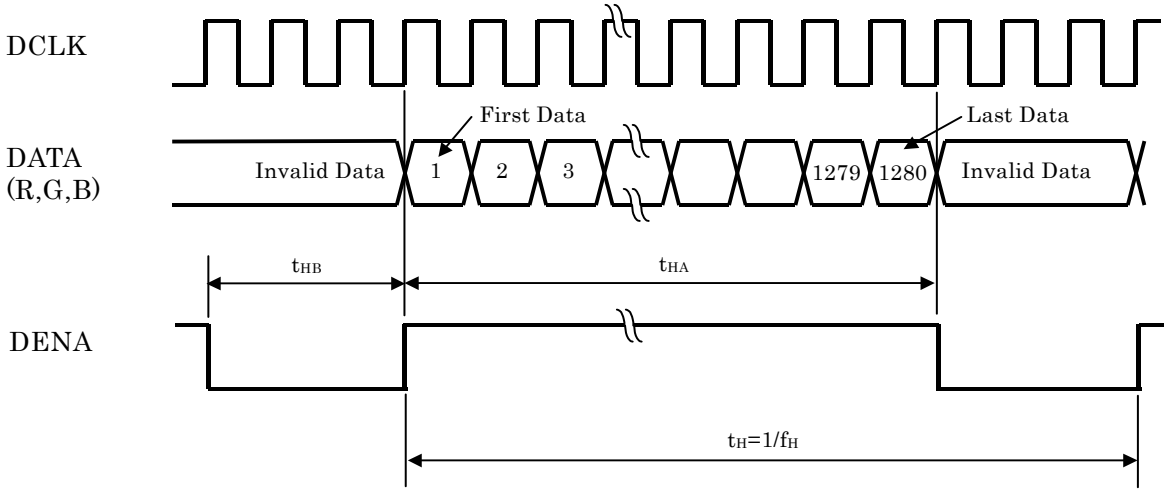 DCLK
First Data
Last Data
DATA
(R,G,B)
Invalid Data 1 2 3 1279 1280 Invalid Data
tHB
tHA
DENA
tH=1/fH